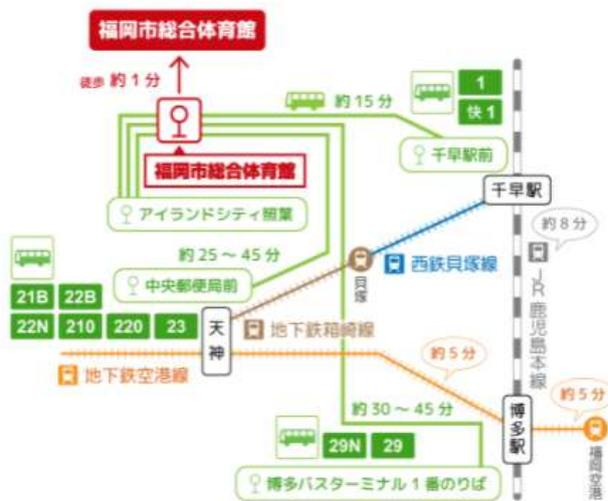 福岡市総合体育館
徒歩 約1分
約15分
1
快1
福岡市総合体育館
千早駅前
千早駅
アイランドシティ照葉
約8分
約25～45分
西鉄貝塚線
JR鹿児島本線
中央郵便局前
貝塚
21B 22B
22N 210 220 23
天神
地下鉄箱崎線
地下鉄空港線
約5分
約30～45分
博多駅
約5分
福岡空港
29N 29
博多バスターミナル1番のりば